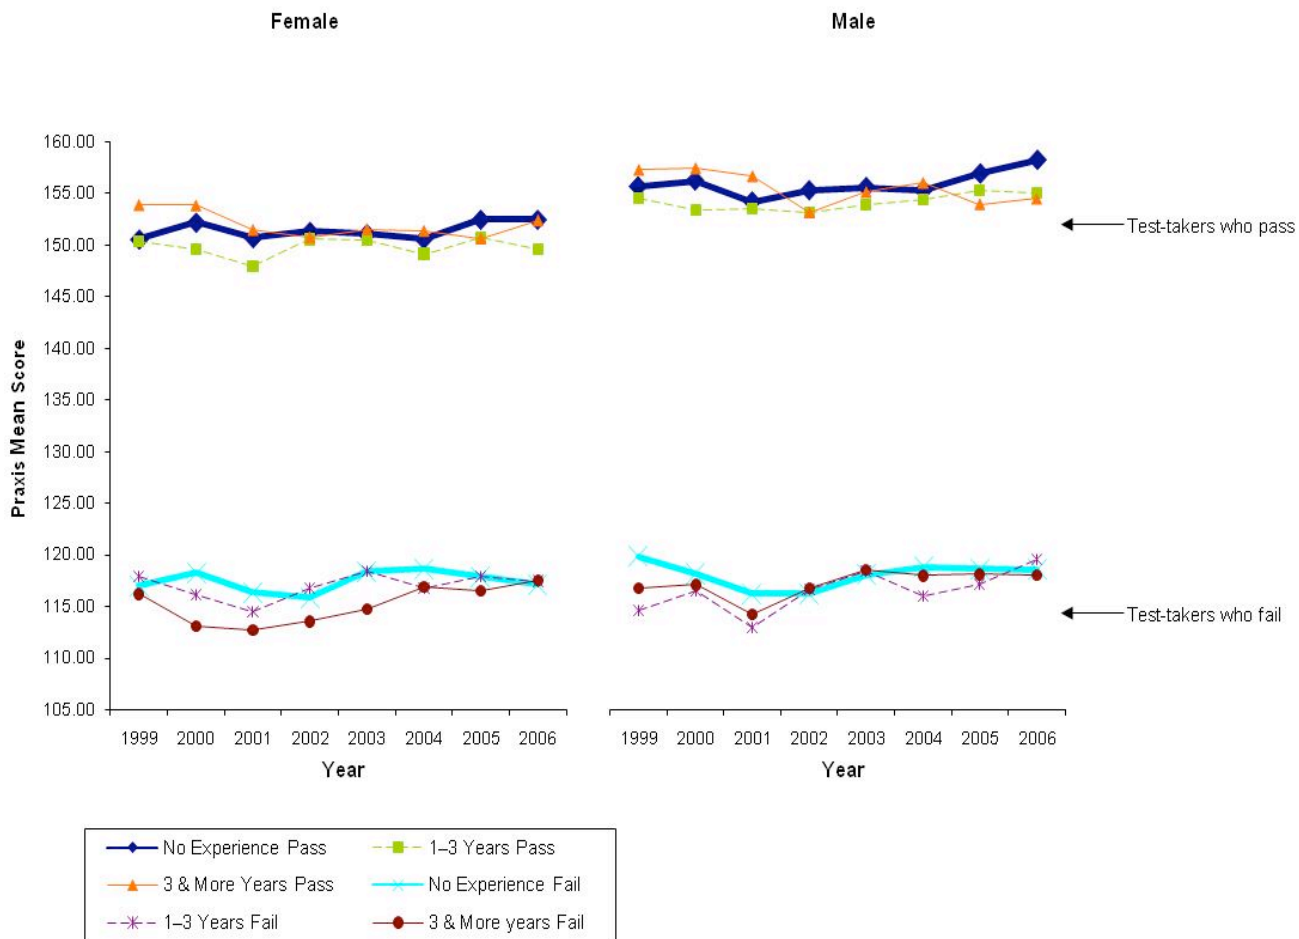 Female
Male
160.00
155.00
150.00
145.00
140.00
135.00
130.00
125.00
120.00
115.00
110.00
105.00
Praxis Mean Score
Test-takers who pass
Test-takers who fail
1999 2000 2001 2002 2003 2004 2005 2006
Year
1999 2000 2001 2002 2003 2004 2005 2006
Year
No Experience Pass
1–3 Years Pass
3 & More Years Pass
No Experience Fail
1–3 Years Fail
3 & More years Fail